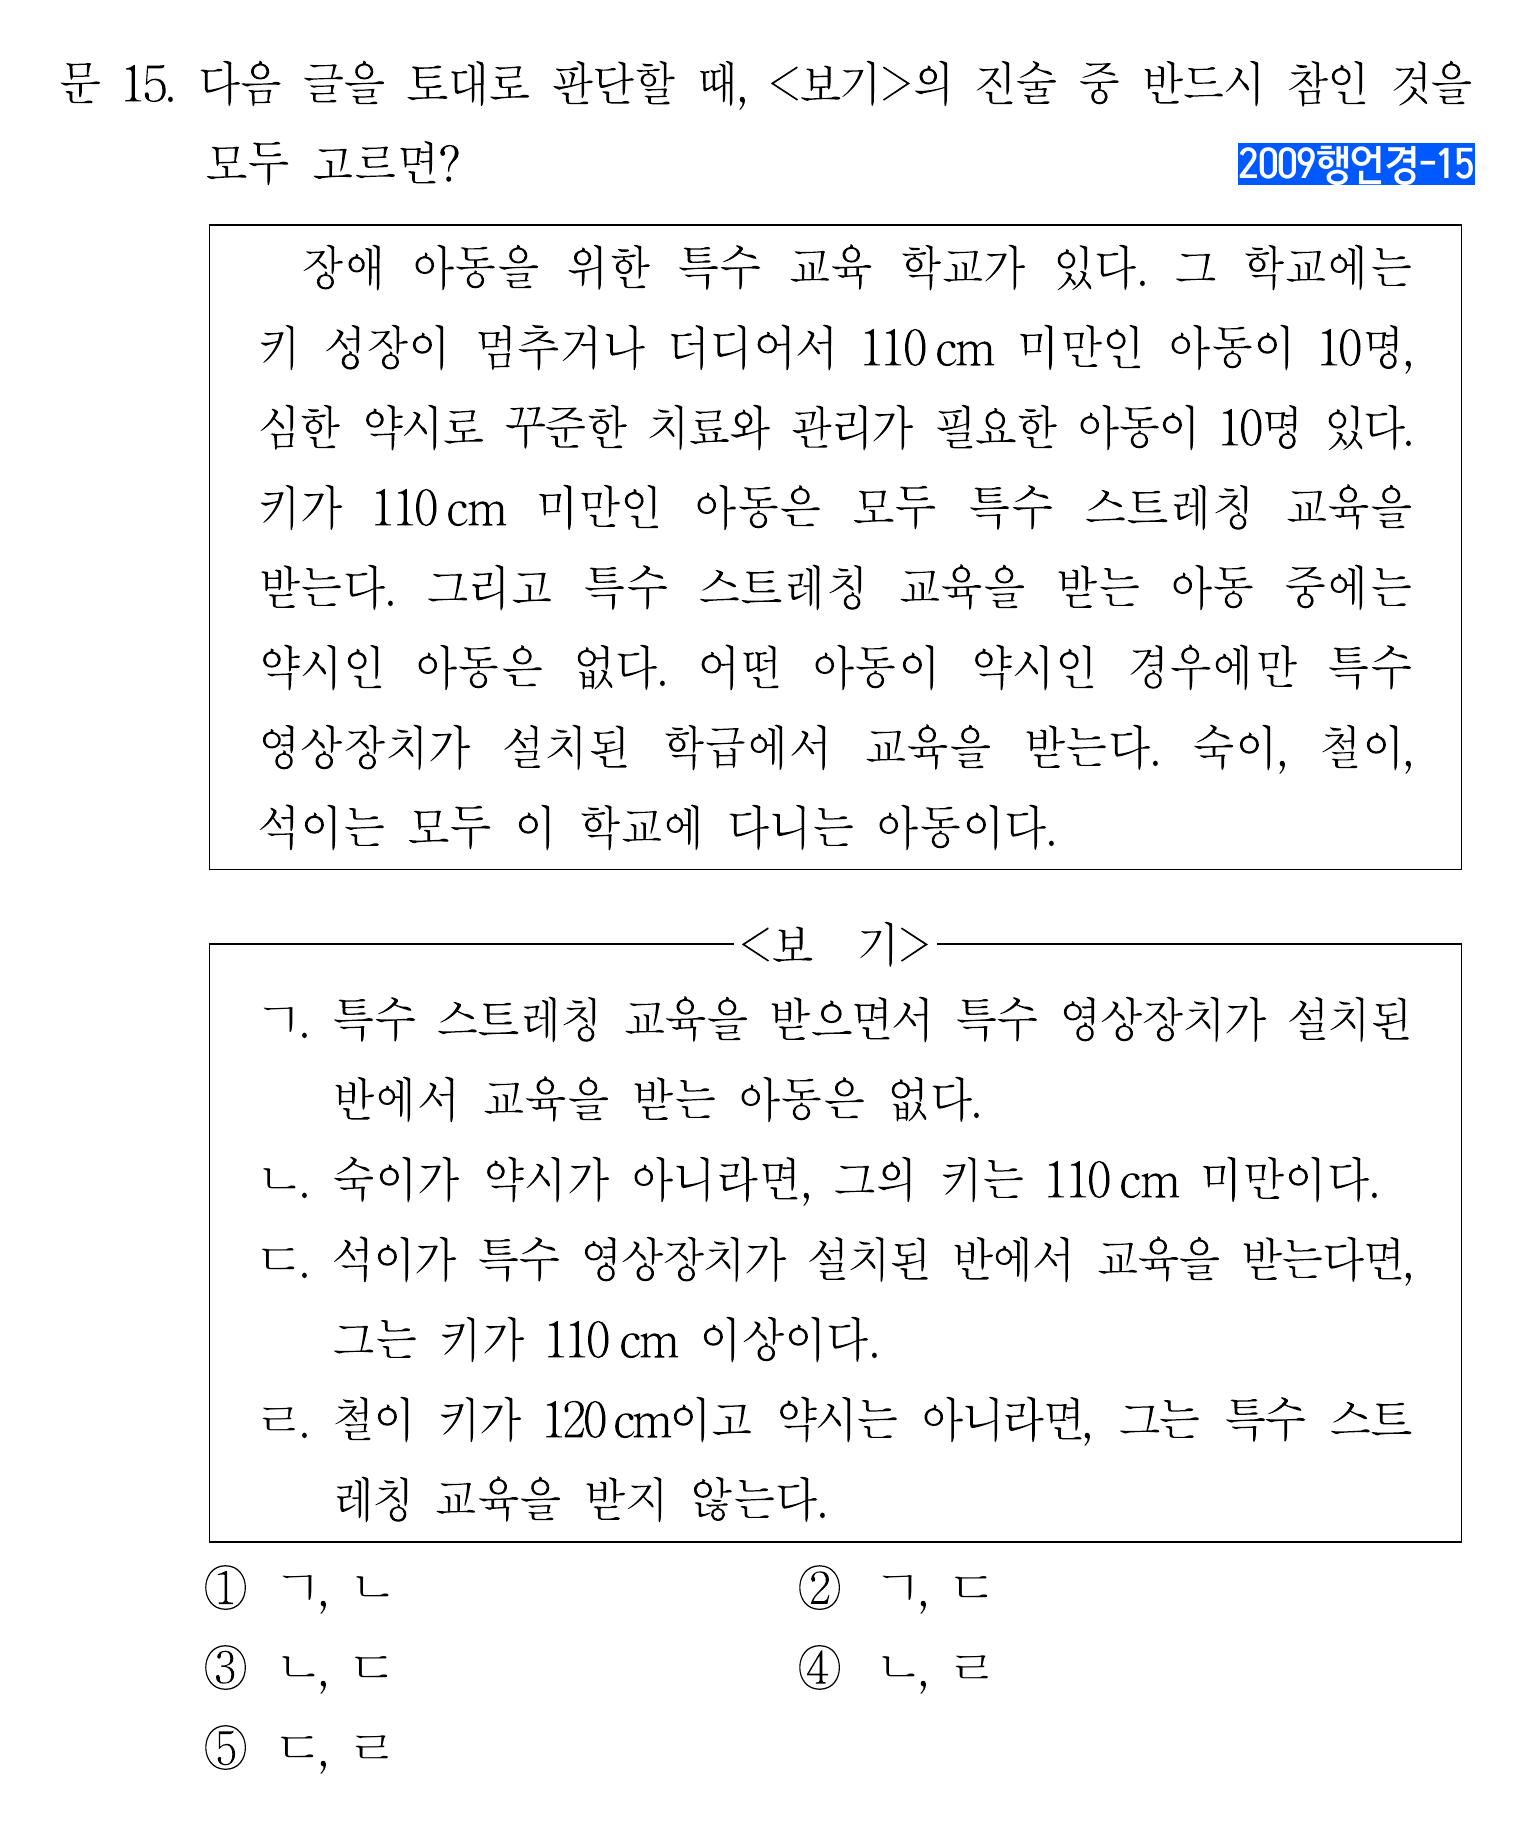 문 15. 다음 글을 토대로 판단할 때, <보기>의 진술 중 반드시 참인 것을
모두 고르면?
2009행언경-15
장애 아동을 위한 특수 교육 학교가 있다. 그 학교에는
키 성장이 멈추거나 더디어서 110 cm 미만인 아동이 10명,
심한 약시로 꾸준한 치료와 관리가 필요한 아동이 10명 있다.
키가 110 cm 미만인 아동은 모두 특수 스트레칭 교육을
받는다. 그리고 특수 스트레칭 교육을 받는 아동 중에는
약시인 아동은 없다. 어떤 아동이 약시인 경우에만 특수
영상장치가 설치된 학급에서 교육을 받는다. 숙이, 철이,
석이는 모두 이 학교에 다니는 아동이다.
<보 기>
ㄱ. 특수 스트레칭 교육을 받으면서 특수 영상장치가 설치된
반에서 교육을 받는 아동은 없다.
ㄴ. 숙이가 약시가 아니라면, 그의 키는 110 cm 미만이다.
ㄷ. 석이가 특수 영상장치가 설치된 반에서 교육을 받는다면,
그는 키가 110 cm 이상이다.
ㄹ. 철이 키가 120 cm이고 약시는 아니라면, 그는 특수 스트
레칭 교육을 받지 않는다.
① ㄱ, ㄴ ② ㄱ, ㄷ
③ ㄴ, ㄷ ④ ㄴ, ㄹ
⑤ ㄷ, ㄹ